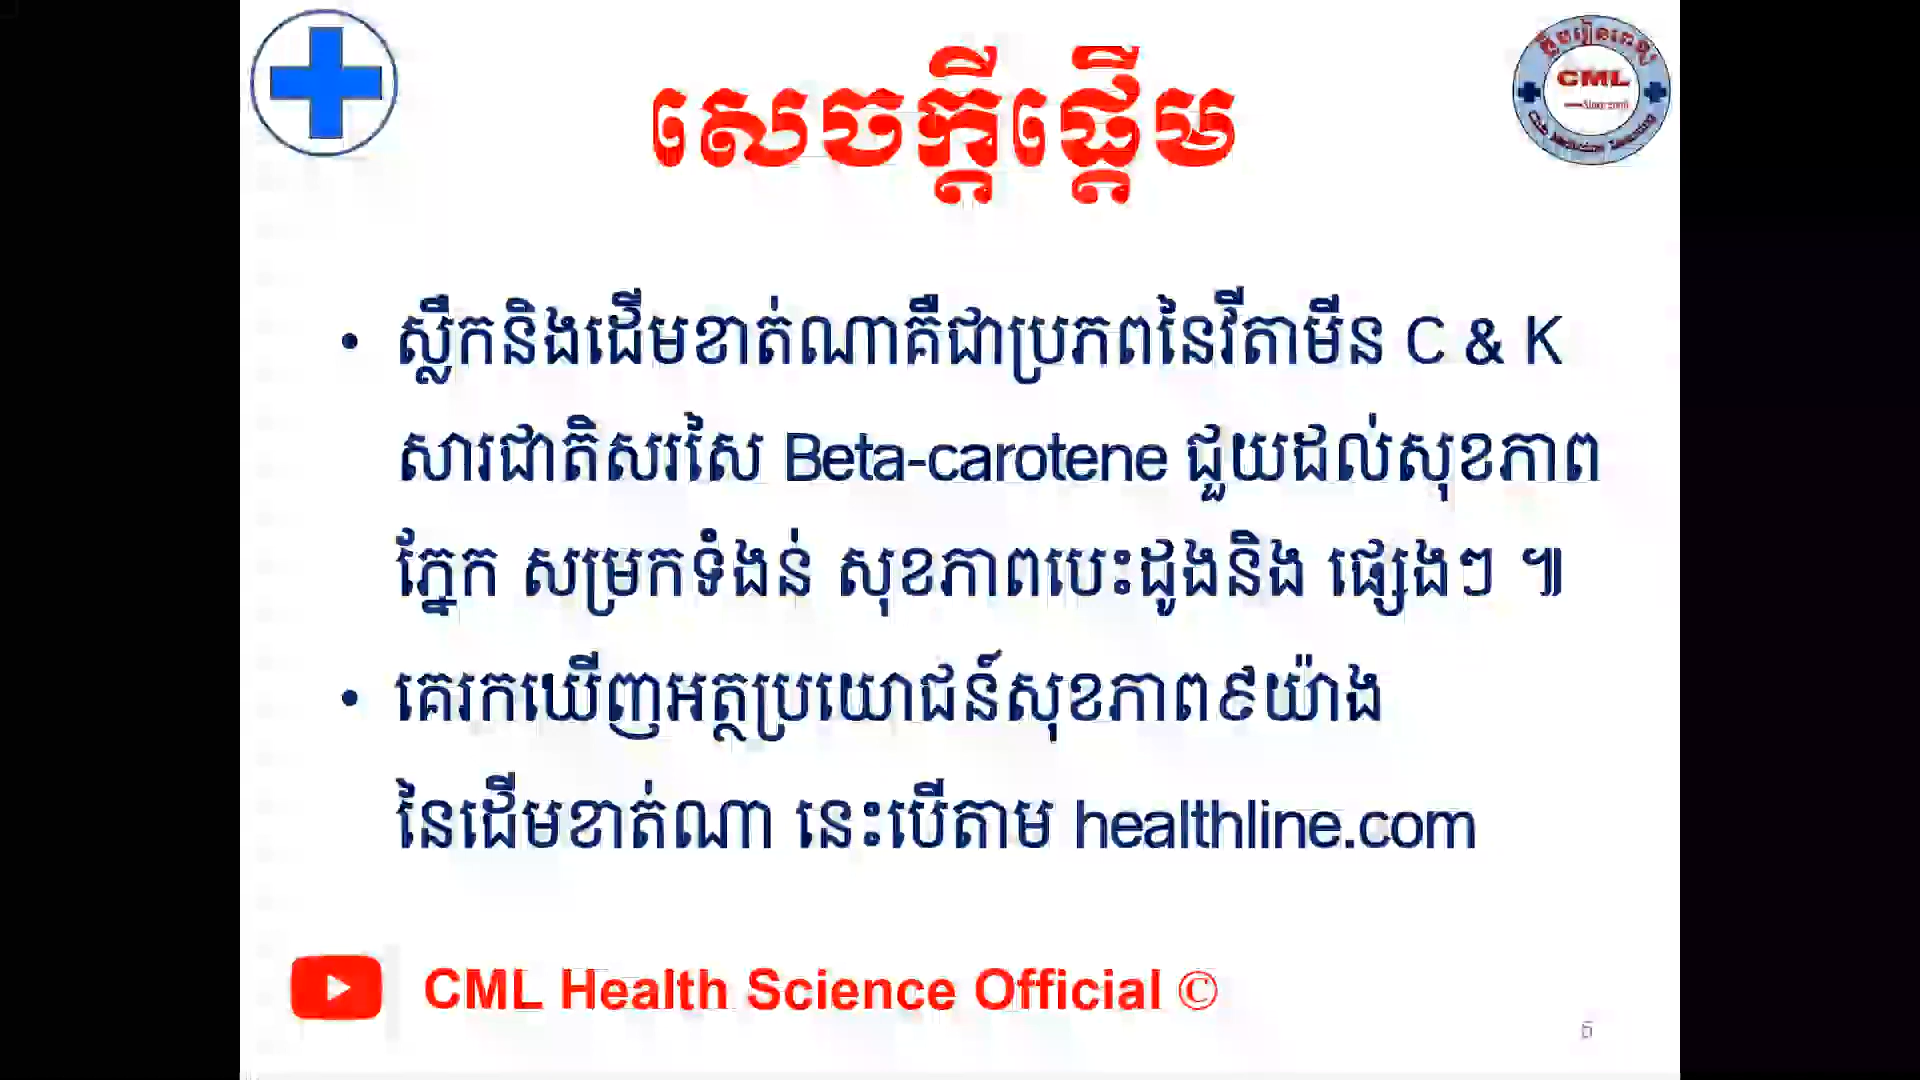 សេចក្តីផ្តើម
CML
• ស្លឹកនិងដើមខាត់ណាគឺជាប្រភពនៃវីតាមីន C & K
សារជាតិសរសៃ Beta-carotene ជួយដល់សុខភាព
ភ្នែក សម្រកទំងន់ សុខភាពបេះដូងនិង ផ្សេងៗ ៕
• គេរកឃើញអត្ថប្រយោជន៍សុខភាព៩យ៉ាង
នៃដើមខាត់ណា នេះបើតាម healthline.com
CML Health Science Official ©